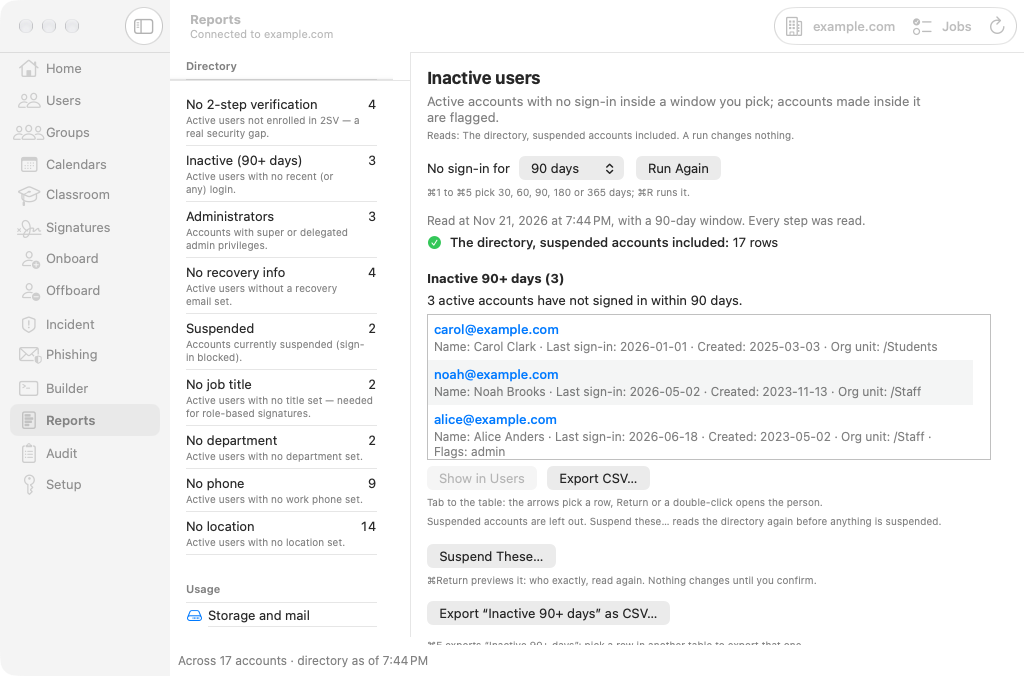 Reports
Connected to example.com
example.com
Jobs
Home
Users
Groups
Calendars
Classroom
Signatures
Onboard
Offboard
Incident
Phishing
Builder
Reports
Audit
Setup
Directory
No 2-step verification 4
Active users not enrolled in 2SV — a
real security gap.
Inactive (90+ days) 3
Active users with no recent (or
any) login.
Administrators 3
Accounts with super or delegated
admin privileges.
No recovery info 4
Active users without a recovery
email set.
Suspended 2
Accounts currently suspended (sign-
in blocked).
No job title 2
Active users with no title set — needed
for role-based signatures.
No department 2
Active users with no department set.
No phone 9
Active users with no work phone set.
No location 14
Active users with no location set.
Usage
Storage and mail
Inactive users
Active accounts with no sign-in inside a window you pick; accounts made inside it
are flagged.
Reads: The directory, suspended accounts included. A run changes nothing.
No sign-in for 90 days Run Again
⌘1 to ⌘5 pick 30, 60, 90, 180 or 365 days; ⌘R runs it.
Read at Nov 21, 2026 at 7:44 PM, with a 90-day window. Every step was read.
The directory, suspended accounts included: 17 rows
Inactive 90+ days (3)
3 active accounts have not signed in within 90 days.
carol@example.com
Name: Carol Clark · Last sign-in: 2026-01-01 · Created: 2025-03-03 · Org unit: /Students
noah@example.com
Name: Noah Brooks · Last sign-in: 2026-05-02 · Created: 2023-11-13 · Org unit: /Staff
alice@example.com
Name: Alice Anders · Last sign-in: 2026-06-18 · Created: 2023-05-02 · Org unit: /Staff ·
Flags: admin
Show in Users Export CSV...
Tab to the table: the arrows pick a row, Return or a double-click opens the person.
Suspended accounts are left out. Suspend these... reads the directory again before anything is suspended.
Suspend These...
⌘Return previews it: who exactly, read again. Nothing changes until you confirm.
Export “Inactive 90+ days” as CSV...
⌘E exports “Inactive 90+ days”; pick a row in another table to export that one.
Across 17 accounts · directory as of 7:44 PM